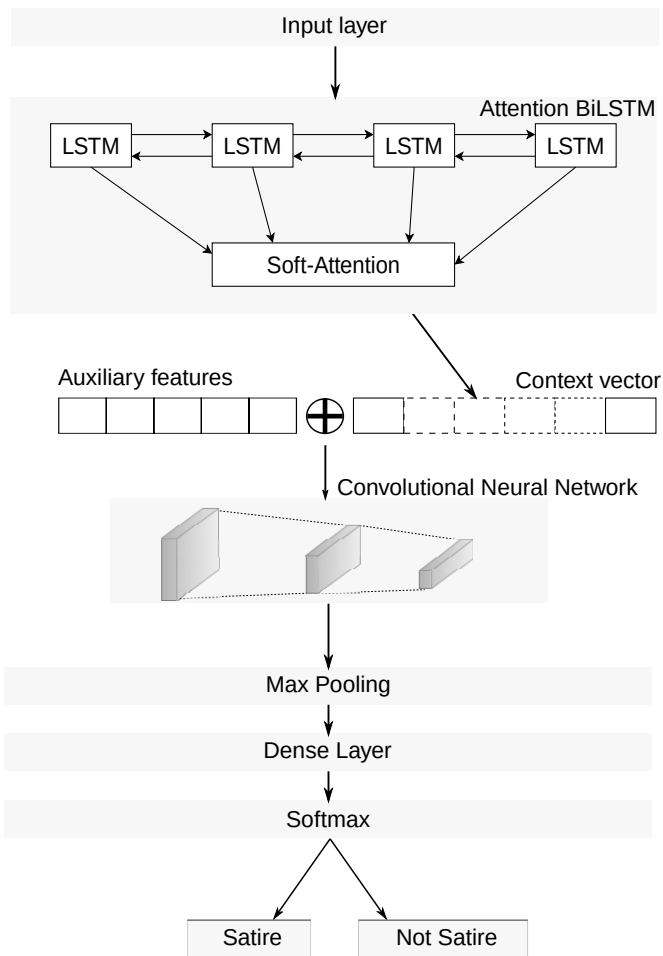 Input layer
Attention BiLSTM
LSTM LSTM LSTM LSTM
Soft-Attention
Auxiliary features
Context vector
Convolutional Neural Network
Max Pooling
Dense Layer
Softmax
Satire
Not Satire